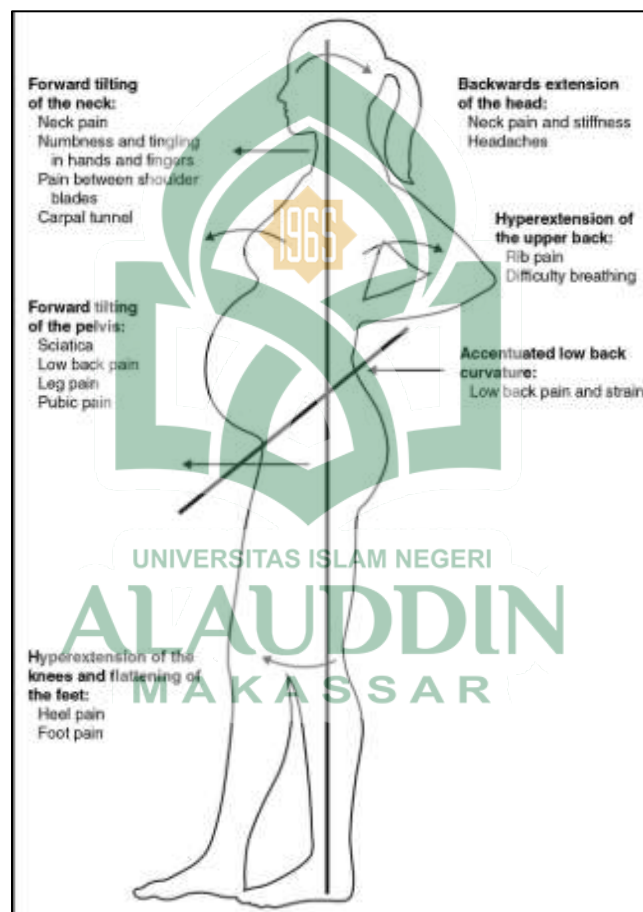 Forward tilting
of the neck:
Neck pain
Numbness and tingling
in hands and fingers
Pain between shoulder
blades
Carpal tunnel
Backwards extension
of the head:
Neck pain and stiffness
Headaches
1965
Hyperextension of
the upper back:
Rib pain
Difficulty breathing
Forward tilting
of the pelvis:
Sciatica
Low back pain
Leg pain
Pubic pain
Accentuated low back
curvature:
Low back pain and strain
UNIVERSITAS ISLAM NEGERI
ALAUDDIN
MAKASSAR
Hyperextension of the
knees and flattening of
the feet:
Heel pain
Foot pain